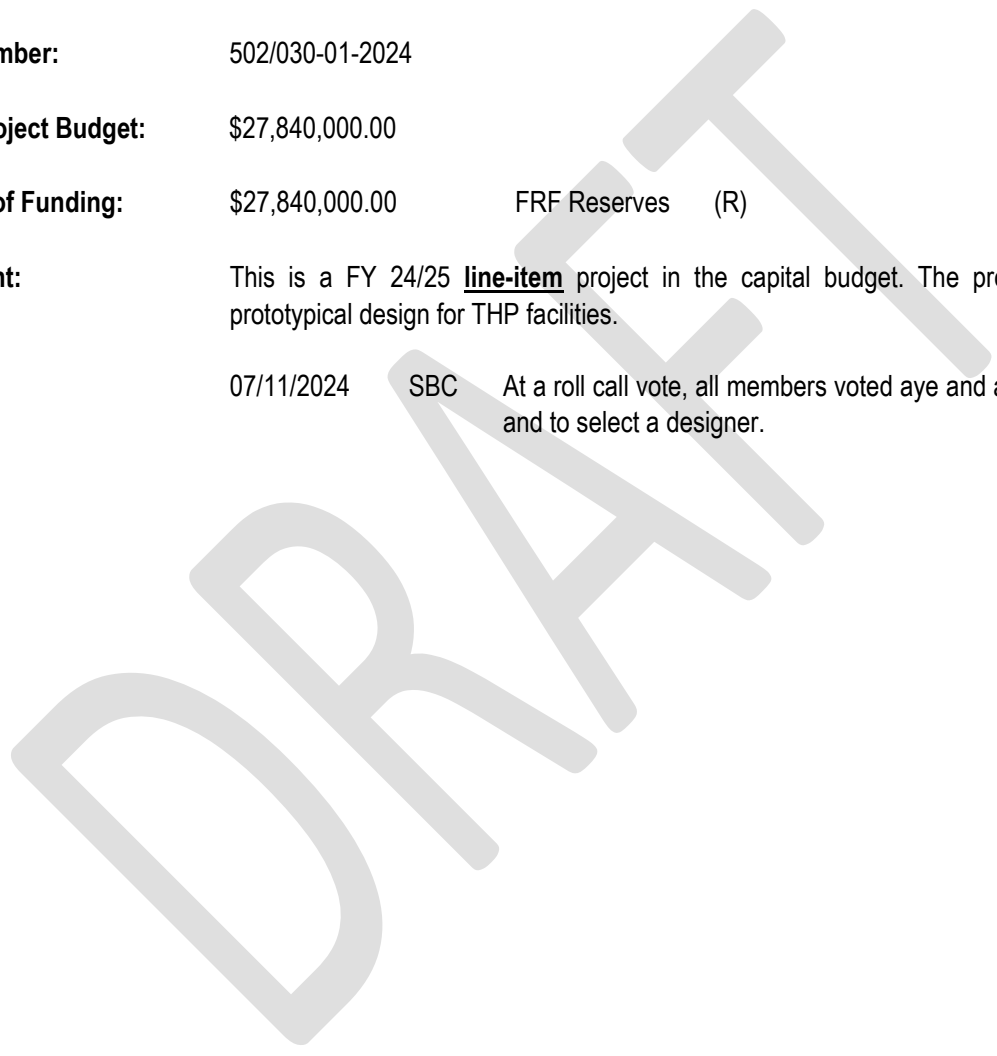 mber: 502/030-01-2024
oject Budget: $27,840,000.00
of Funding: $27,840,000.00 FRF Reserves (R)
nt: This is a FY 24/25 line-item project in the capital budget. The pr
prototypical design for THP facilities.
07/11/2024 SBC At a roll call vote, all members voted aye and a
and to select a designer.
DRAFT